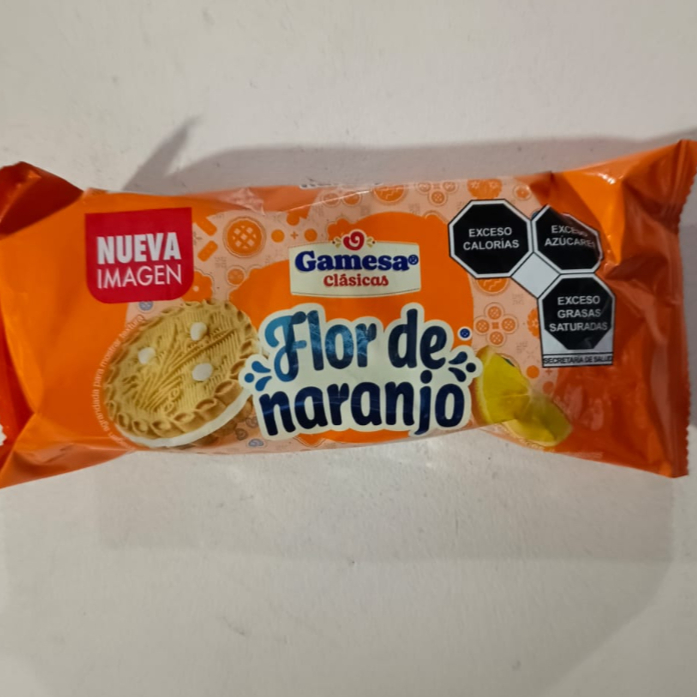 NUEVA
IMAGEN
Gamesa®
clásicas
Flor de
naranjo
EXCESO
CALORÍAS
EXCESO
AZÚCARES
EXCESO
GRASAS
SATURADAS
SECRETARÍA DE SALUD